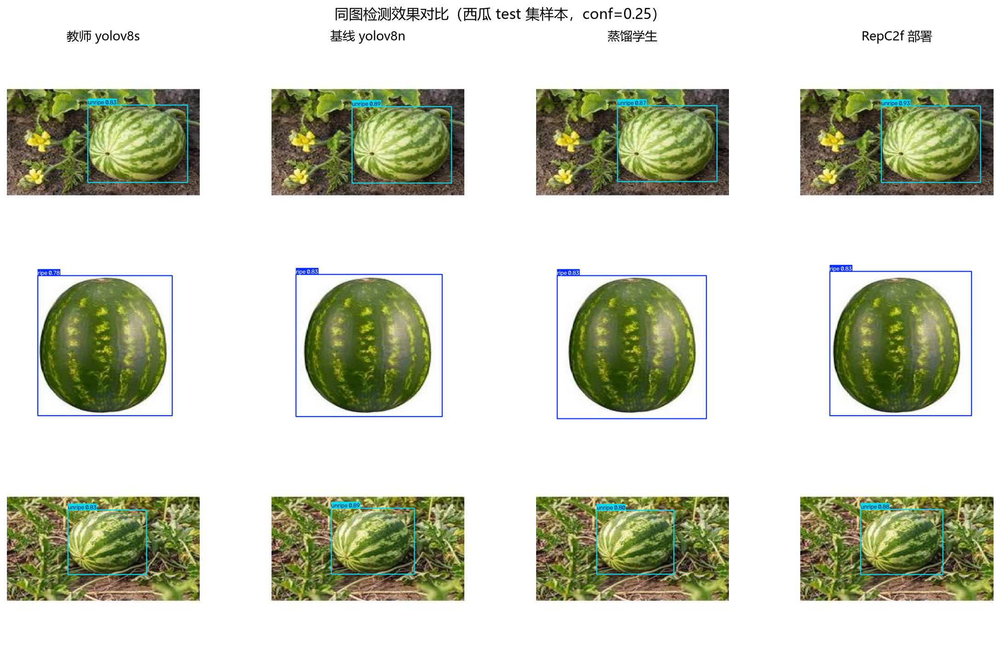 同图检测效果对比（西瓜 test 集样本，conf=0.25）
教师 yolov8s
基线 yolov8n
蒸馏学生
RepC2f 部署
unripe 0.83
unripe 0.89
unripe 0.87
unripe 0.93
ripe 0.78
ripe 0.83
ripe 0.83
ripe 0.83
unripe 0.83
unripe 0.89
unripe 0.80
unripe 0.88